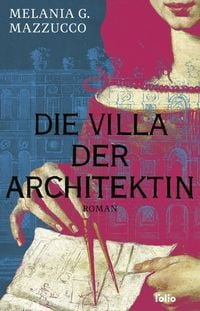 MELANIA G.
MAZZUCCO
DIE VILLA
DER
ARCHITEKTIN
ROMAN
folio